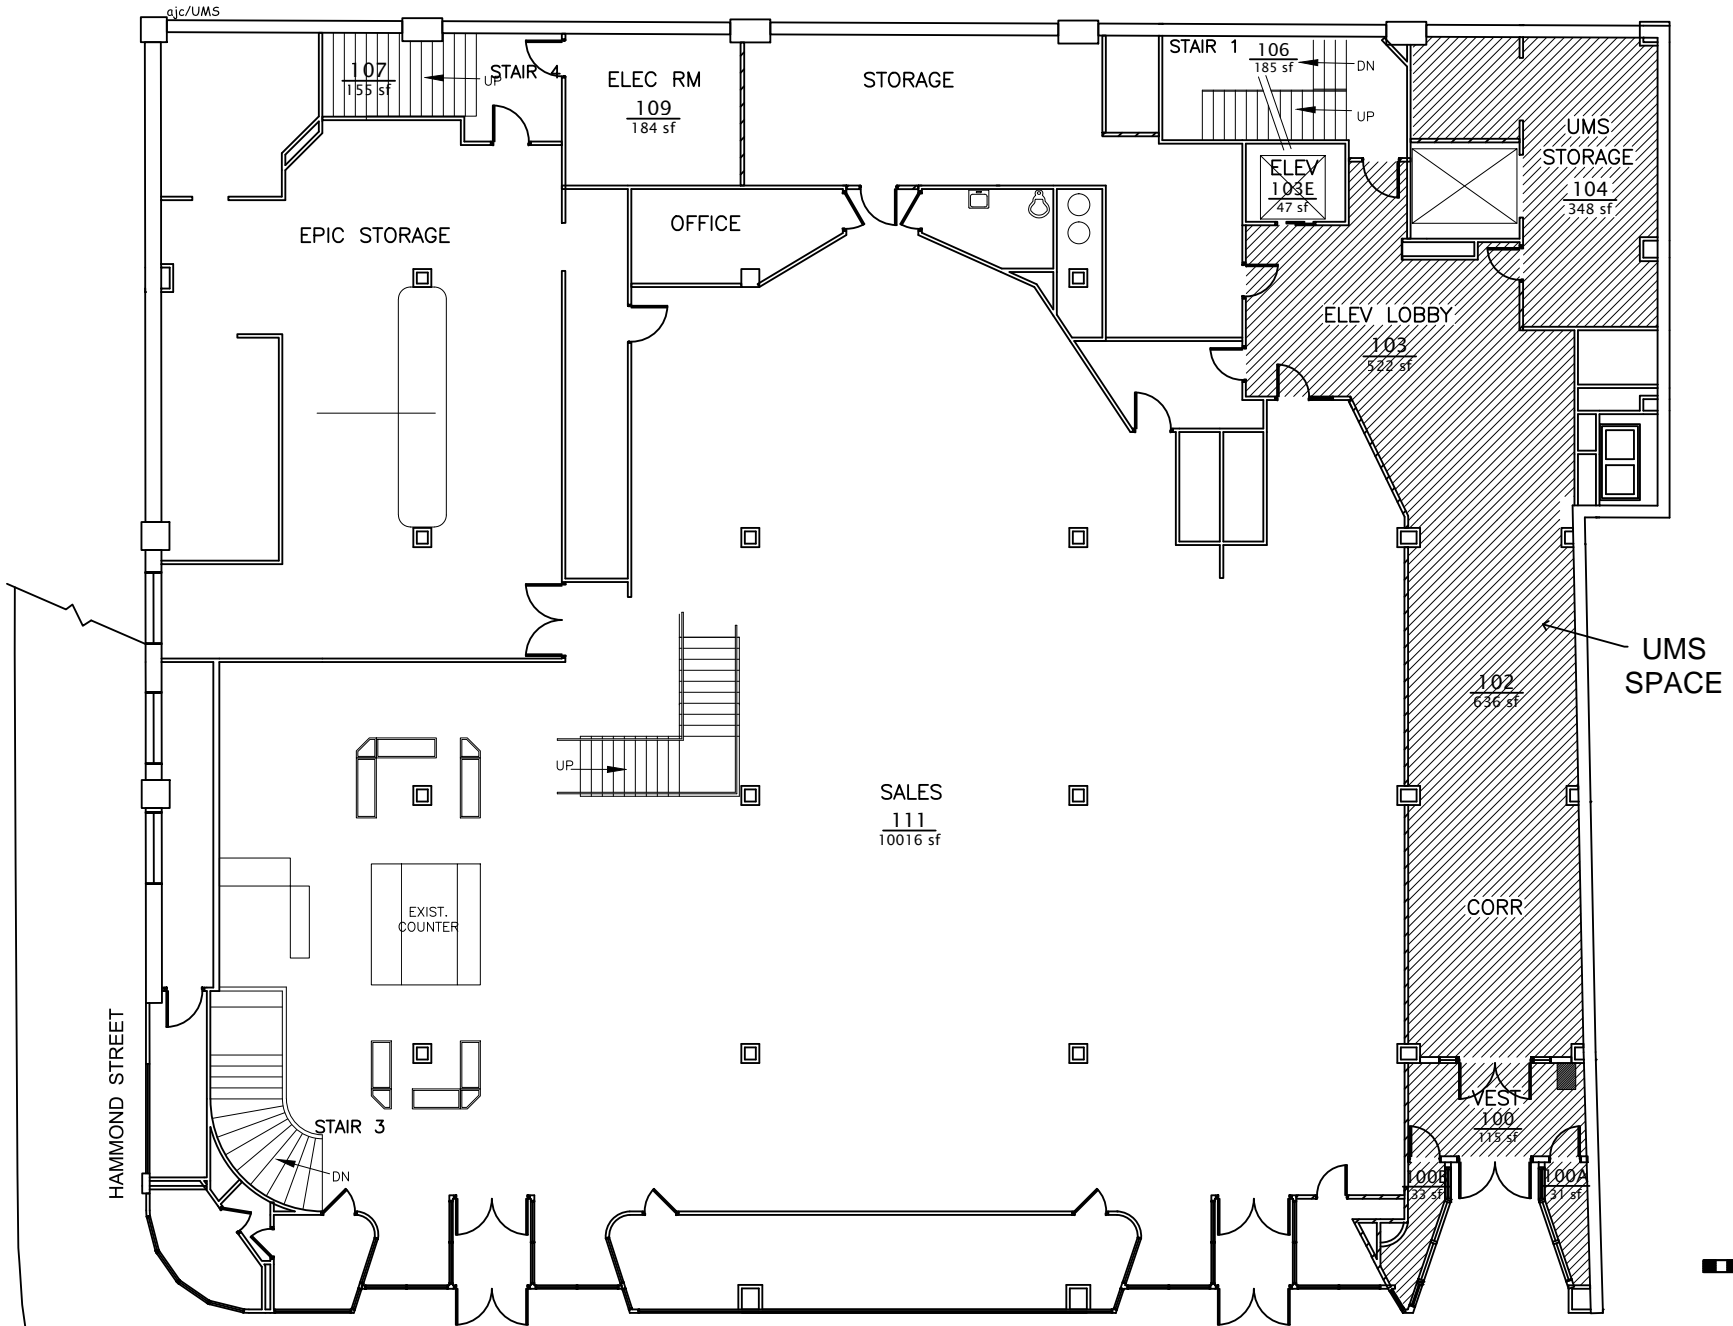 ajc/UMS
107
155 sf
UP
STAIR 4
ELEC RM
109
184 sf
STORAGE
STAIR 1
106
185 sf
DN
UP
UMS
STORAGE
104
348 sf
ELEV
103E
47 sf
OFFICE
EPIC STORAGE
ELEV LOBBY
103
522 sf
UMS
SPACE
102
636 sf
UP
SALES
111
10016 sf
EXIST.
COUNTER
CORR
HAMMOND STREET
STAIR 3
DN
VEST
100
115 sf
100B
33 sf
100A
31 sf